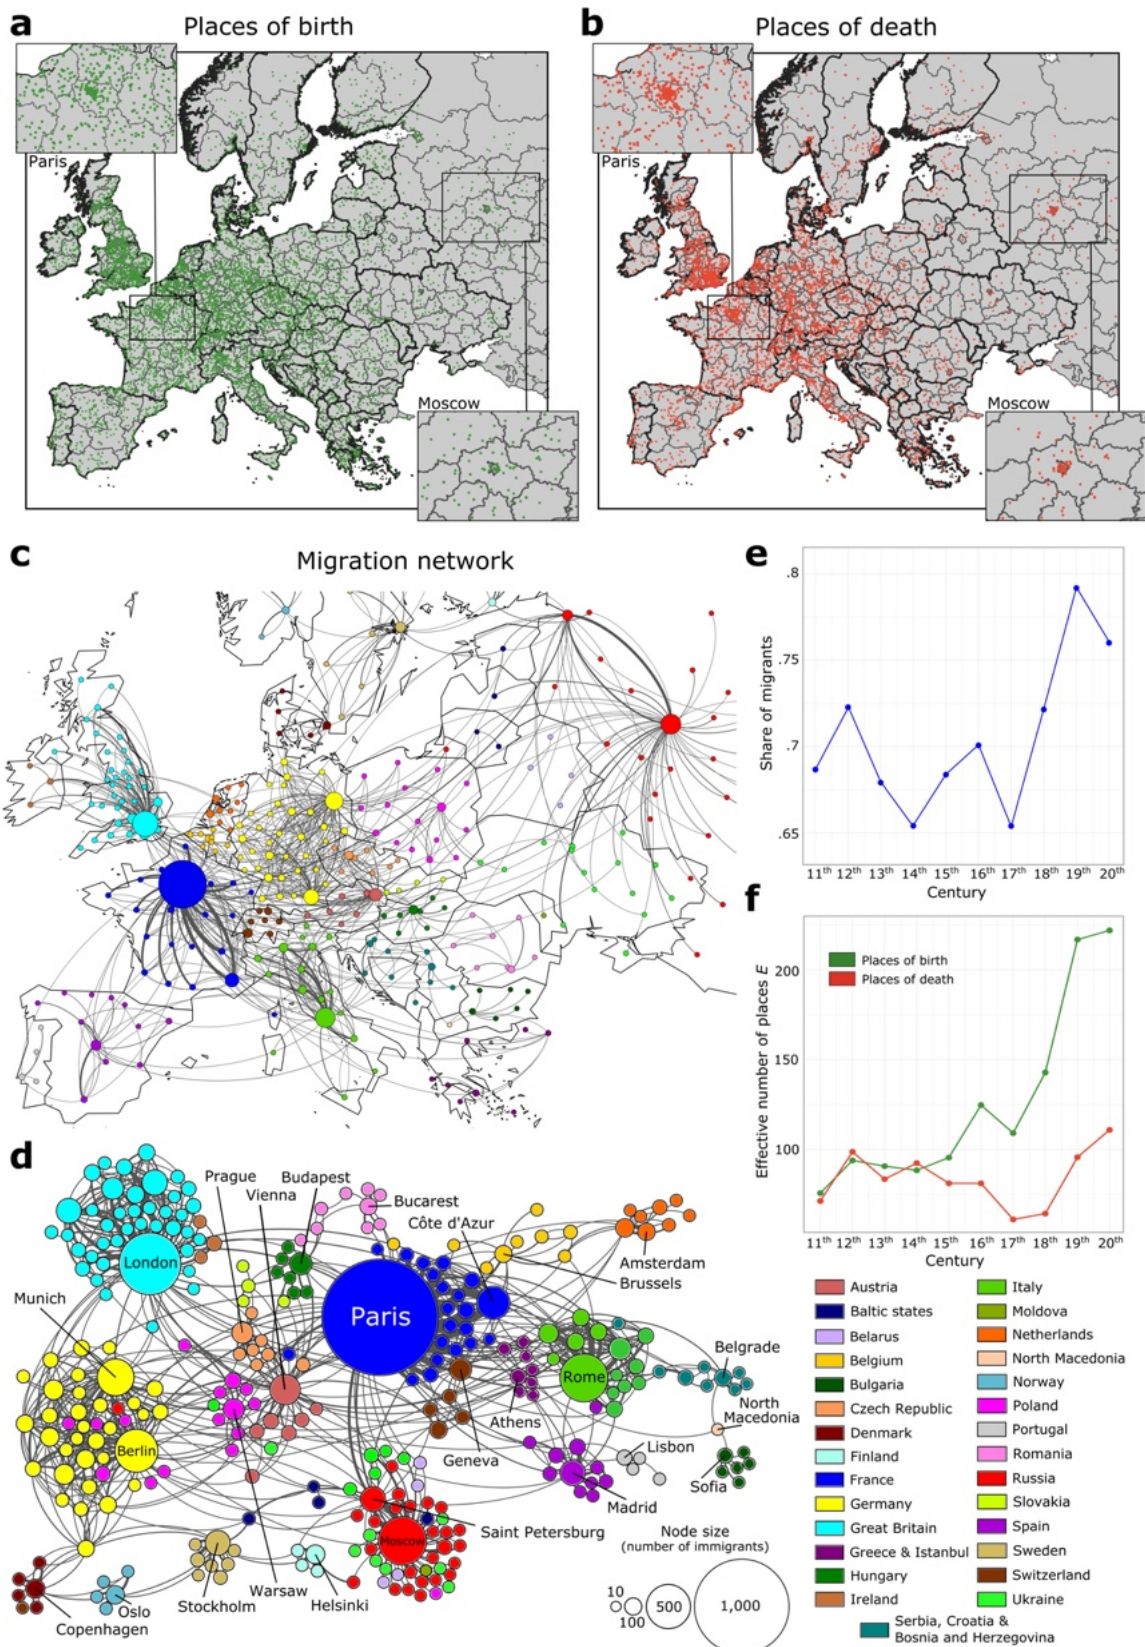 a
Places of birth
Paris
Moscow
b
Places of death
Paris
Moscow
c
Migration network
d
Prague
Vienna
Budapest
Bucarest
Côte d'Azur
Amsterdam
Brussels
London
Munich
Paris
Belgrade
Rome
North
Macedonia
Athens
Berlin
Lisbon
Geneva
Sofia
Madrid
Saint Petersburg
Moscow
Node size
(number of immigrants)
10
100
500
1,000
Warsaw
Helsinki
Stockholm
Oslo
Copenhagen
e
Share of migrants
.8
.75
.7
.65
11th 12th 13th 14th 15th 16th 17th 18th 19th 20th
Century
f
Effective number of places E
200
150
100
Places of birth
Places of death
11th 12th 13th 14th 15th 16th 17th 18th 19th 20th
Century
Austria
Baltic states
Belarus
Belgium
Bulgaria
Czech Republic
Denmark
Finland
France
Germany
Great Britain
Greece & Istanbul
Hungary
Ireland
Italy
Moldova
Netherlands
North Macedonia
Norway
Poland
Portugal
Romania
Russia
Slovakia
Spain
Sweden
Switzerland
Ukraine
Serbia, Croatia &
Bosnia and Herzegovina